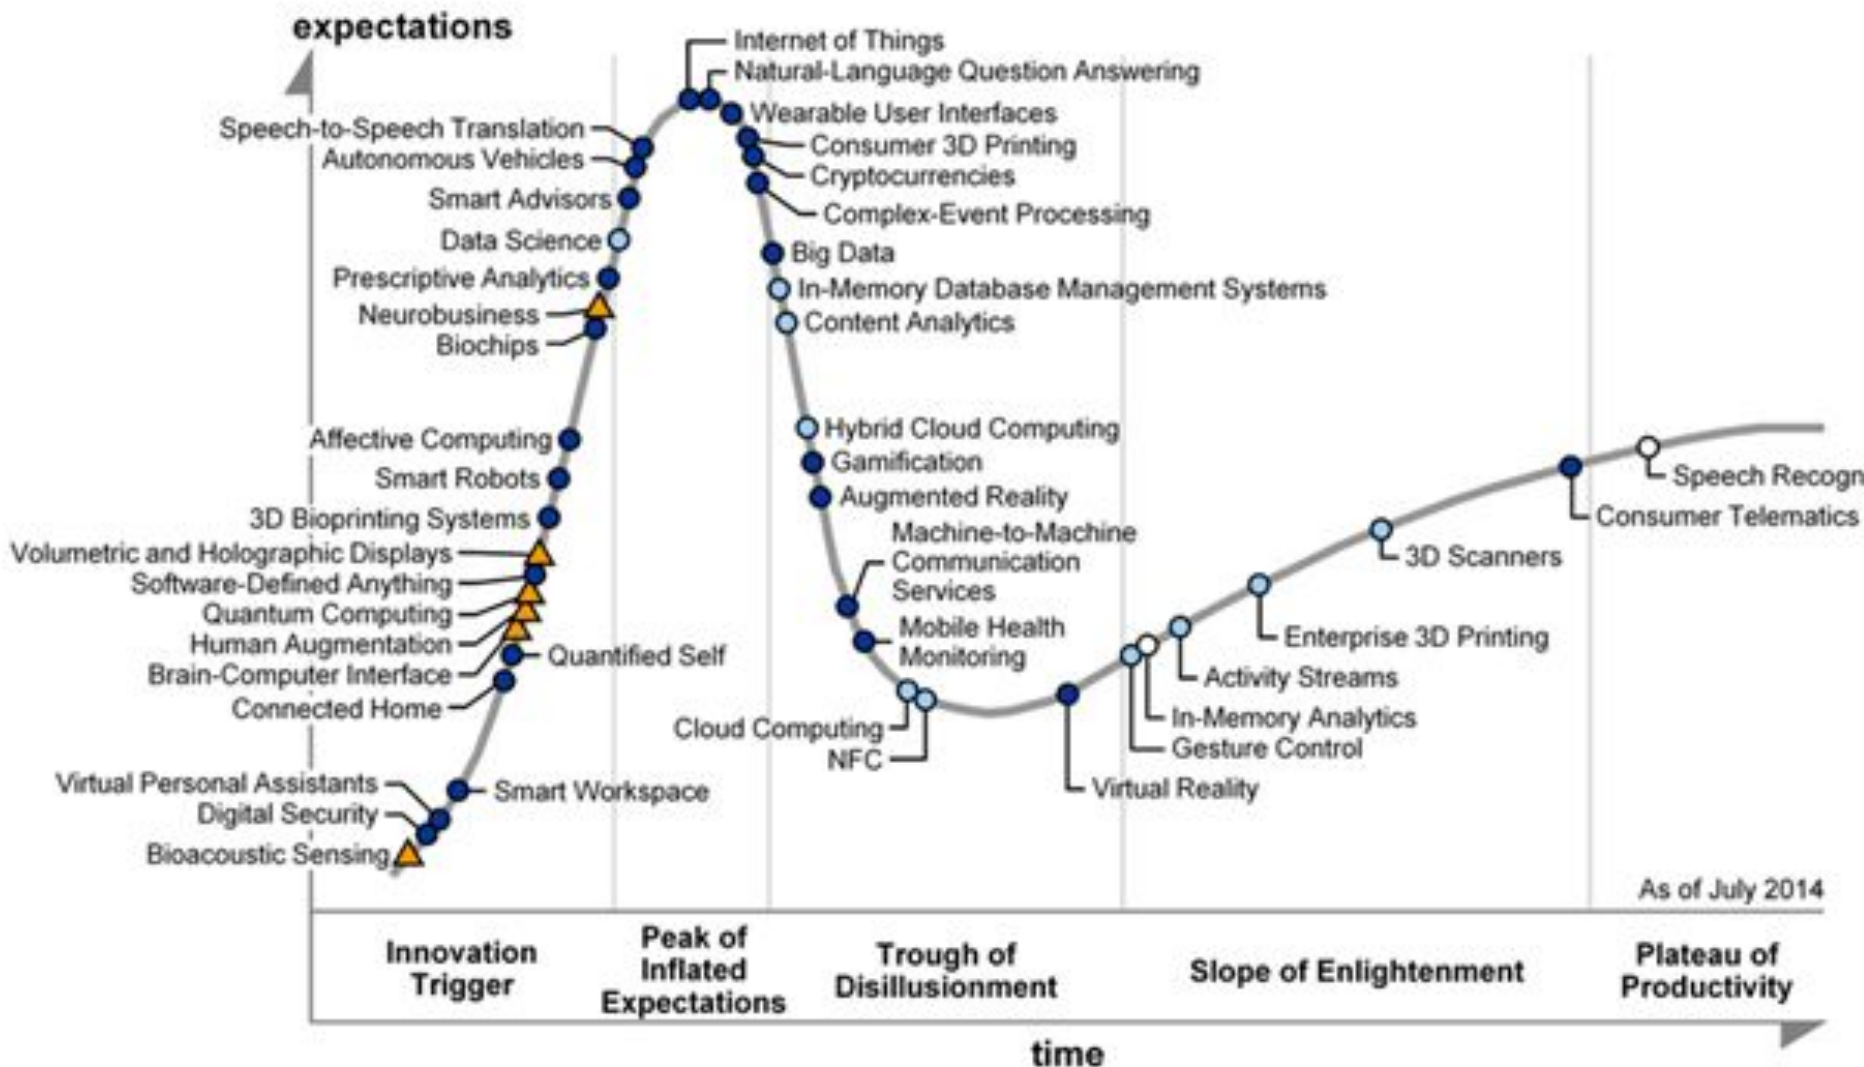 expectations
Internet of Things
Natural-Language Question Answering
Wearable User Interfaces
Speech-to-Speech Translation
Consumer 3D Printing
Autonomous Vehicles
Cryptocurrencies
Smart Advisors
Complex-Event Processing
Data Science
Big Data
Prescriptive Analytics
In-Memory Database Management Systems
Neurobusiness
Content Analytics
Biochips
Affective Computing
Hybrid Cloud Computing
Smart Robots
Gamification
3D Bioprinting Systems
Augmented Reality
Volumetric and Holographic Displays
Software-Defined Anything
Quantum Computing
Human Augmentation
Brain-Computer Interface
Quantified Self
Connected Home
Machine-to-Machine
Communication
Services
Mobile Health
Monitoring
Cloud Computing
NFC
Virtual Personal Assistants
Smart Workspace
Digital Security
Bioacoustic Sensing
Speech Recogn
Consumer Telematics
3D Scanners
Enterprise 3D Printing
Activity Streams
In-Memory Analytics
Gesture Control
Virtual Reality
As of July 2014
Innovation
Trigger
Peak of
Inflated
Expectations
Trough of
Disillusionment
Slope of Enlightenment
Plateau of
Productivity
time